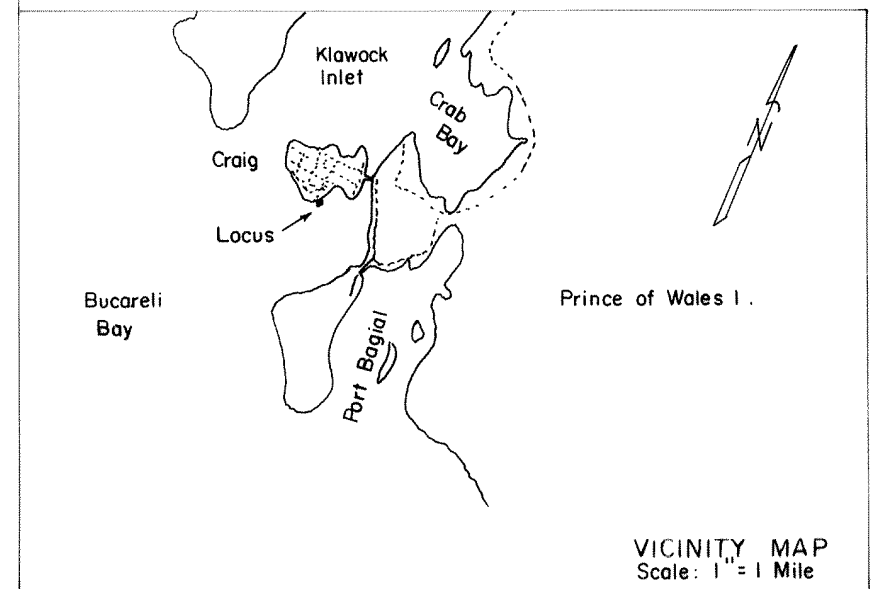 Klawock
Inlet
Crab
Bay
N
Craig
Locus
Bucareli
Bay
Prince of Wales I.
Port Bagial
VICINITY MAP
Scale: 1"= 1 Mile